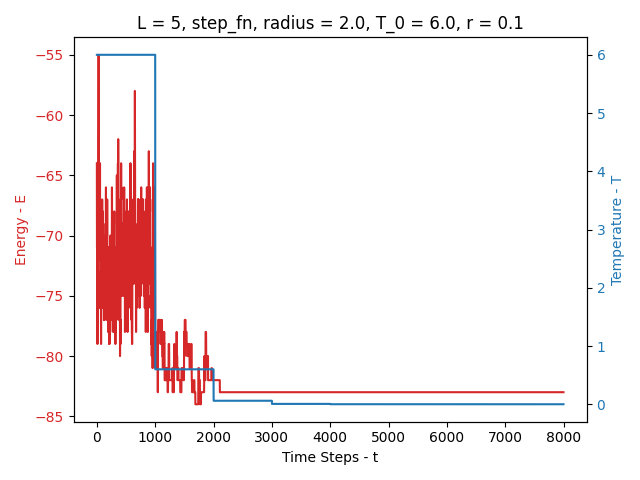 L = 5, step_fn, radius = 2.0, T_0 = 6.0, r = 0.1
−55
−60
−65
−70
−75
−80
−85
Energy - E
6
5
4
3
2
1
0
Temperature - T
0 1000 2000 3000 4000 5000 6000 7000 8000
Time Steps - t